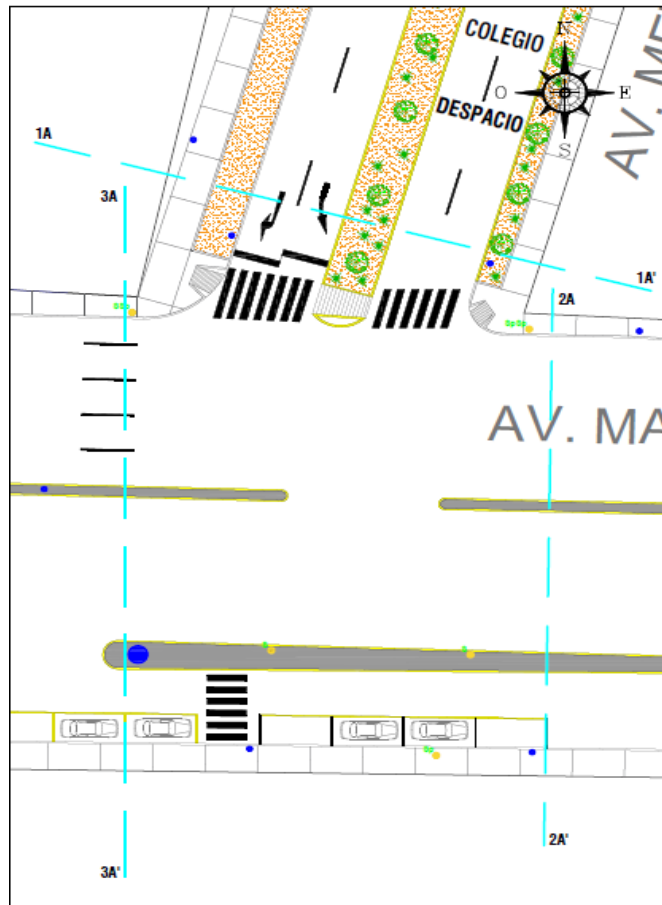 COLEGIO
N
AV. ME
O
E
DESPACIO
S
1A
3A
1A'
2A
AV. MA
2A'
3A'